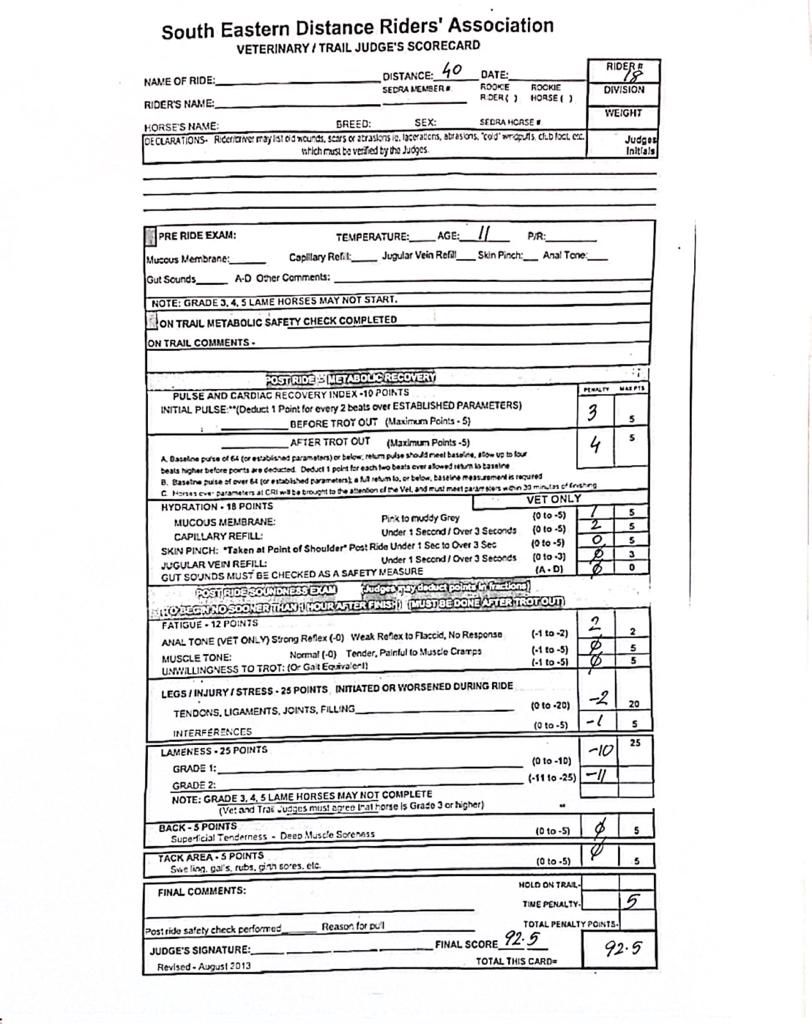 South Eastern Distance Riders' Association
VETERINARY / TRAIL JUDGE'S SCORECARD
NAME OF RIDE: DISTANCE: 40 DATE: RIDER # 18
SEDRA MEMBER # ROOKIE RIDER ( ) ROOKIE HORSE ( ) DIVISION
RIDER'S NAME:
WEIGHT
HORSE'S NAME: BREED: SEX: SEDRA HORSE #
DECLARATIONS- Rider/driver may list old wounds, scars or abrasions ie. lacerations, abrasions, "cold" windpuffs, club foot, etc. Judges
which must be verified by the Judges. Initials
PRE RIDE EXAM: TEMPERATURE: AGE: 11 P/R:
Mucous Membrane: Capillary Refil: Jugular Vein Refill Skin Pinch: Anal Tone:
Gut Sounds A-D Other Comments:
NOTE: GRADE 3, 4, 5 LAME HORSES MAY NOT START.
ON TRAIL METABOLIC SAFETY CHECK COMPLETED
ON TRAIL COMMENTS -
POST RIDE - METABOLIC RECOVERY
PULSE AND CARDIAC RECOVERY INDEX -10 POINTS PENALTY MAX PTS
INITIAL PULSE:**(Deduct 1 Point for every 2 beats over ESTABLISHED PARAMETERS)
BEFORE TROT OUT (Maximum Points - 5) 3 5
AFTER TROT OUT (Maximum Points -5) 4 5
A. Baseline pulse of 64 (or established parameters) or below, return pulse should meet baseline, allow up to four
beats higher before points are deducted. Deduct 1 point for each two beats over allowed return to baseline
B. Baseline pulse of over 64 (or established parameters), a full return to, or below, baseline measurement is required
C. Horses over parameters at CRI will be brought to the attention of the Vet, and must meet parameters within 30 minutes of finishing
HYDRATION - 18 POINTS VET ONLY
MUCOUS MEMBRANE: Pink to muddy Grey (0 to -5) 1 5
CAPILLARY REFILL: Under 1 Second / Over 3 Seconds (0 to -5) 2 5
SKIN PINCH: *Taken at Point of Shoulder* Post Ride Under 1 Sec to Over 3 Sec (0 to -5) 0 5
JUGULAR VEIN REFILL: Under 1 Second / Over 3 Seconds (0 to -3) 0 3
GUT SOUNDS MUST BE CHECKED AS A SAFETY MEASURE (A - D) 0 0
POST RIDE SOUNDNESS EXAM (Judges may deduct points in fractions)
TO BEGIN NO SOONER THAN 1 HOUR AFTER FINISH (MUST BE DONE AFTER TROT OUT)
FATIGUE - 12 POINTS
ANAL TONE (VET ONLY) Strong Reflex (-0) Weak Reflex to Flaccid, No Response (-1 to -2) 2 2
MUSCLE TONE: Normal (-0) Tender, Painful to Muscle Cramps (-1 to -5) 0 5
UNWILLINGNESS TO TROT: (Or Gait Equivalent) (-1 to -5) 0 5
LEGS / INJURY / STRESS - 25 POINTS INITIATED OR WORSENED DURING RIDE
TENDONS, LIGAMENTS, JOINTS, FILLING (0 to -20) -2 20
INTERFERENCES (0 to -5) -1 5
LAMENESS - 25 POINTS 25
GRADE 1: (0 to -10) -10
GRADE 2: (-11 to -25) -11
NOTE: GRADE 3, 4, 5 LAME HORSES MAY NOT COMPLETE
(Vet and Trail Judges must agree that horse is Grade 3 or higher)
BACK - 5 POINTS
Superficial Tenderness - Deep Muscle Soreness (0 to -5) 0 5
TACK AREA - 5 POINTS
Swelling, galls, rubs, girth sores, etc. (0 to -5) 0 5
FINAL COMMENTS: HOLD ON TRAIL-
TIME PENALTY- 5
Post ride safety check performed Reason for pull TOTAL PENALTY POINTS-
JUDGE'S SIGNATURE: FINAL SCORE 92.5 92.5
Revised - August 2013 TOTAL THIS CARD=